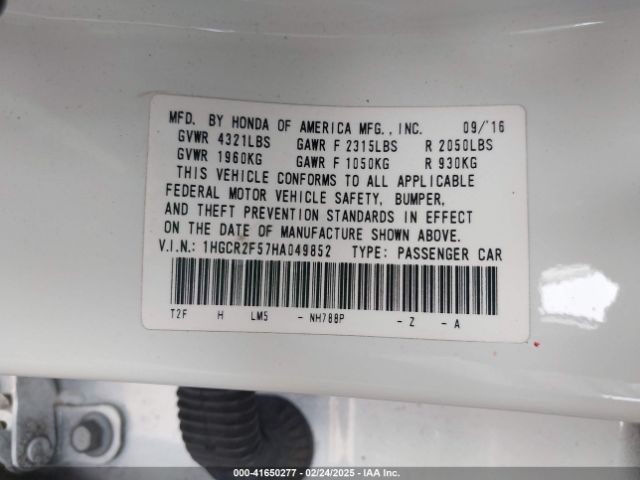 MFD. BY HONDA OF AMERICA MFG., INC. 09/'16
GVWR 4321LBS GAWR F 2315LBS R 2050LBS
GVWR 1960KG GAWR F 1050KG R 930KG
THIS VEHICLE CONFORMS TO ALL APPLICABLE
FEDERAL MOTOR VEHICLE SAFETY, BUMPER,
AND THEFT PREVENTION STANDARDS IN EFFECT
ON THE DATE OF MANUFACTURE SHOWN ABOVE.
V.I.N.: 1HGCR2F57HA049852 TYPE: PASSENGER CAR
T2F H LM5 - NH788P - Z - A
000-41650277 - 02/24/2025 - IAA Inc.